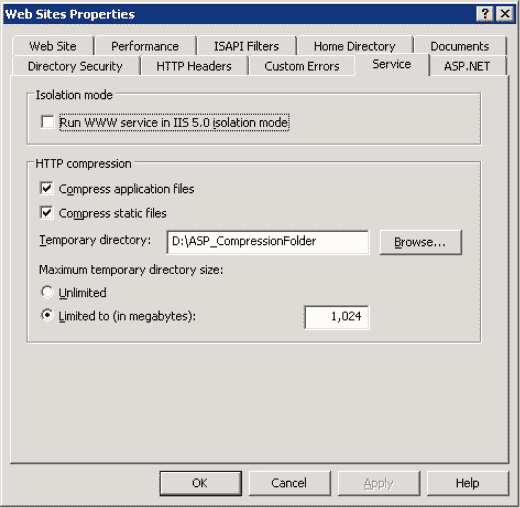 Web Sites Properties
Web Site Performance ISAPI Filters Home Directory Documents
Directory Security HTTP Headers Custom Errors Service ASP.NET
Isolation mode
Run WWW service in IIS 5.0 isolation mode
HTTP compression
Compress application files
Compress static files
Temporary directory: D:\ASP_CompressionFolder Browse...
Maximum temporary directory size:
Unlimited
Limited to (in megabytes): 1,024
OK Cancel Apply Help